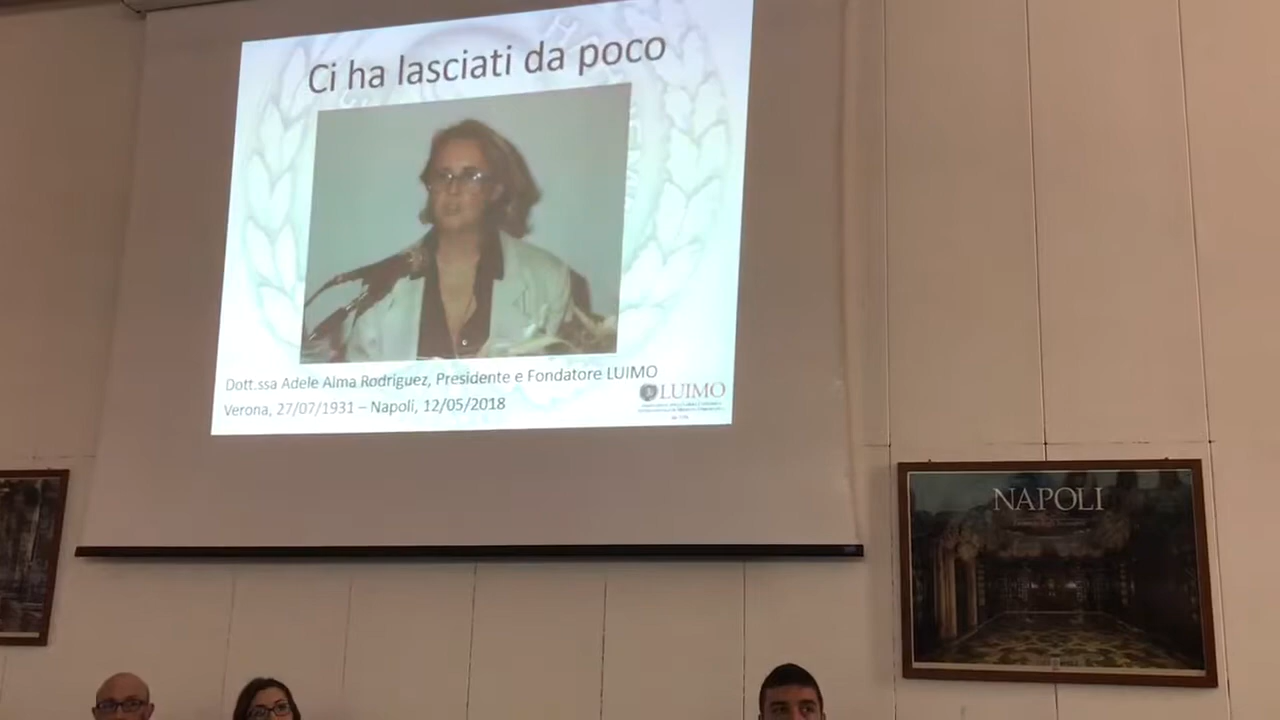 Ci ha lasciati da poco
Dott.ssa Adele Alma Rodriguez, Presidente e Fondatore LUIMO
Verona, 27/07/1931 – Napoli, 12/05/2018
LUIMO
NAPOLI